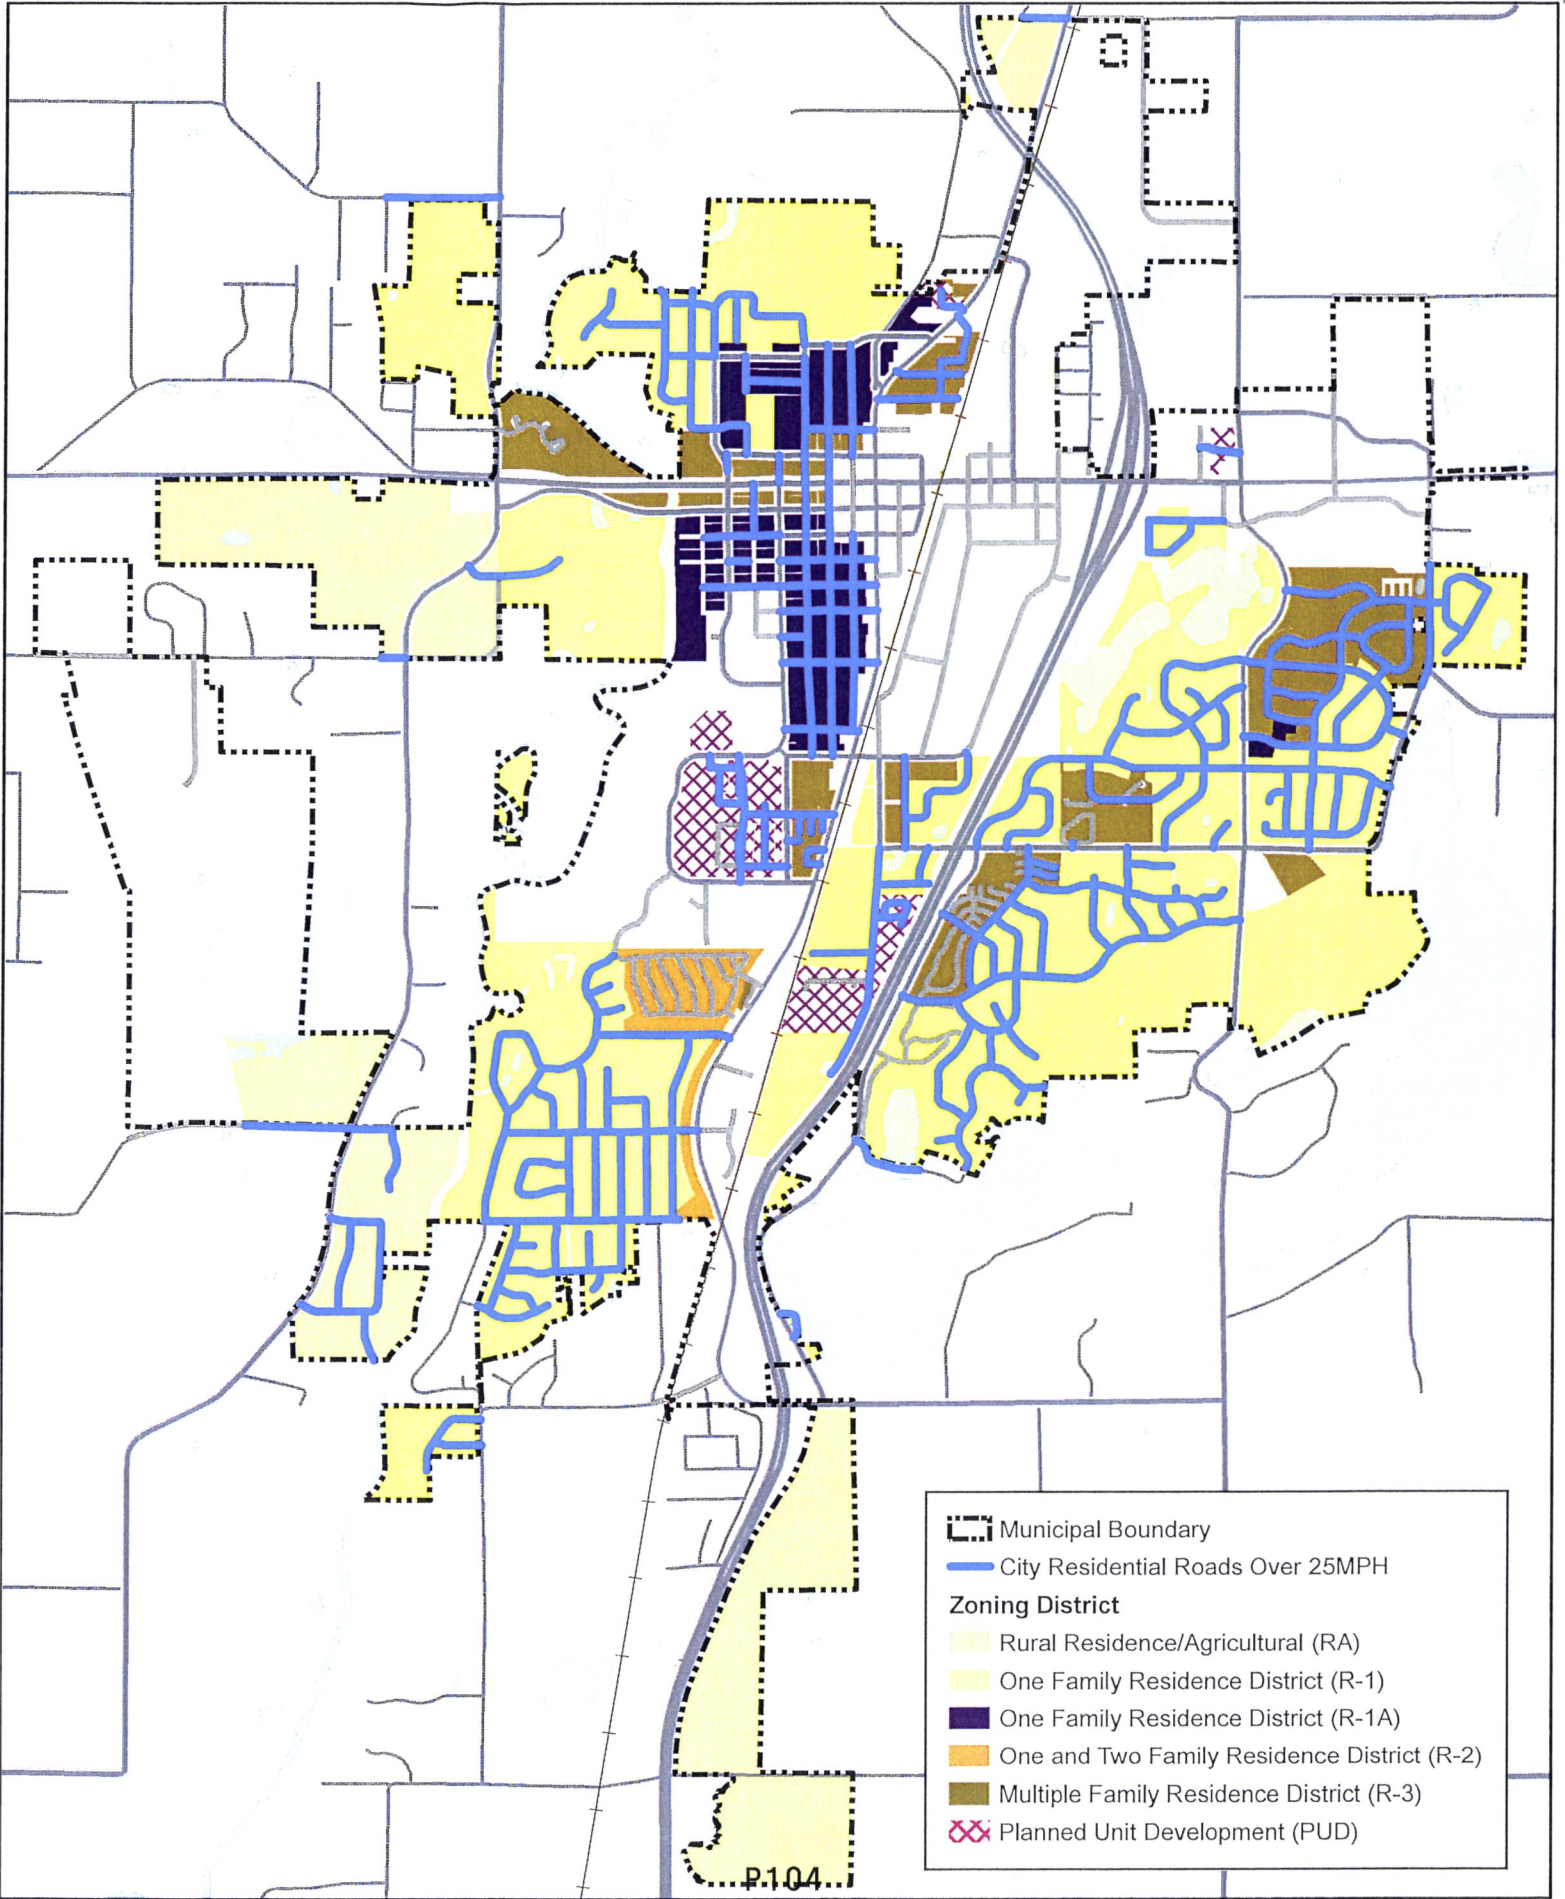 Municipal Boundary
City Residential Roads Over 25MPH
Zoning District
Rural Residence/Agricultural (RA)
One Family Residence District (R-1)
One Family Residence District (R-1A)
One and Two Family Residence District (R-2)
Multiple Family Residence District (R-3)
Planned Unit Development (PUD)
P104